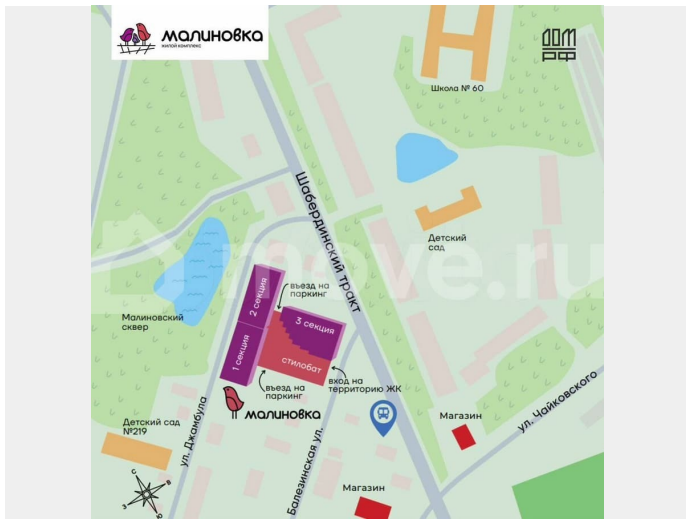 малиновка
жилой комплекс
ДОМ
РФ
Школа № 60
Шабердинский тракт
Детский
сад
move.ru
въезд на
паркинг
2 секция
3 секция
Малиновский
сквер
1 секция
стилобат
вход на
территорию ЖК
въезд на
паркинг
малиновка
ул. Джамбула
Детский сад
№219
Балезинская ул.
Магазин
ул. Чайковского
Магазин
С
В
З
Ю